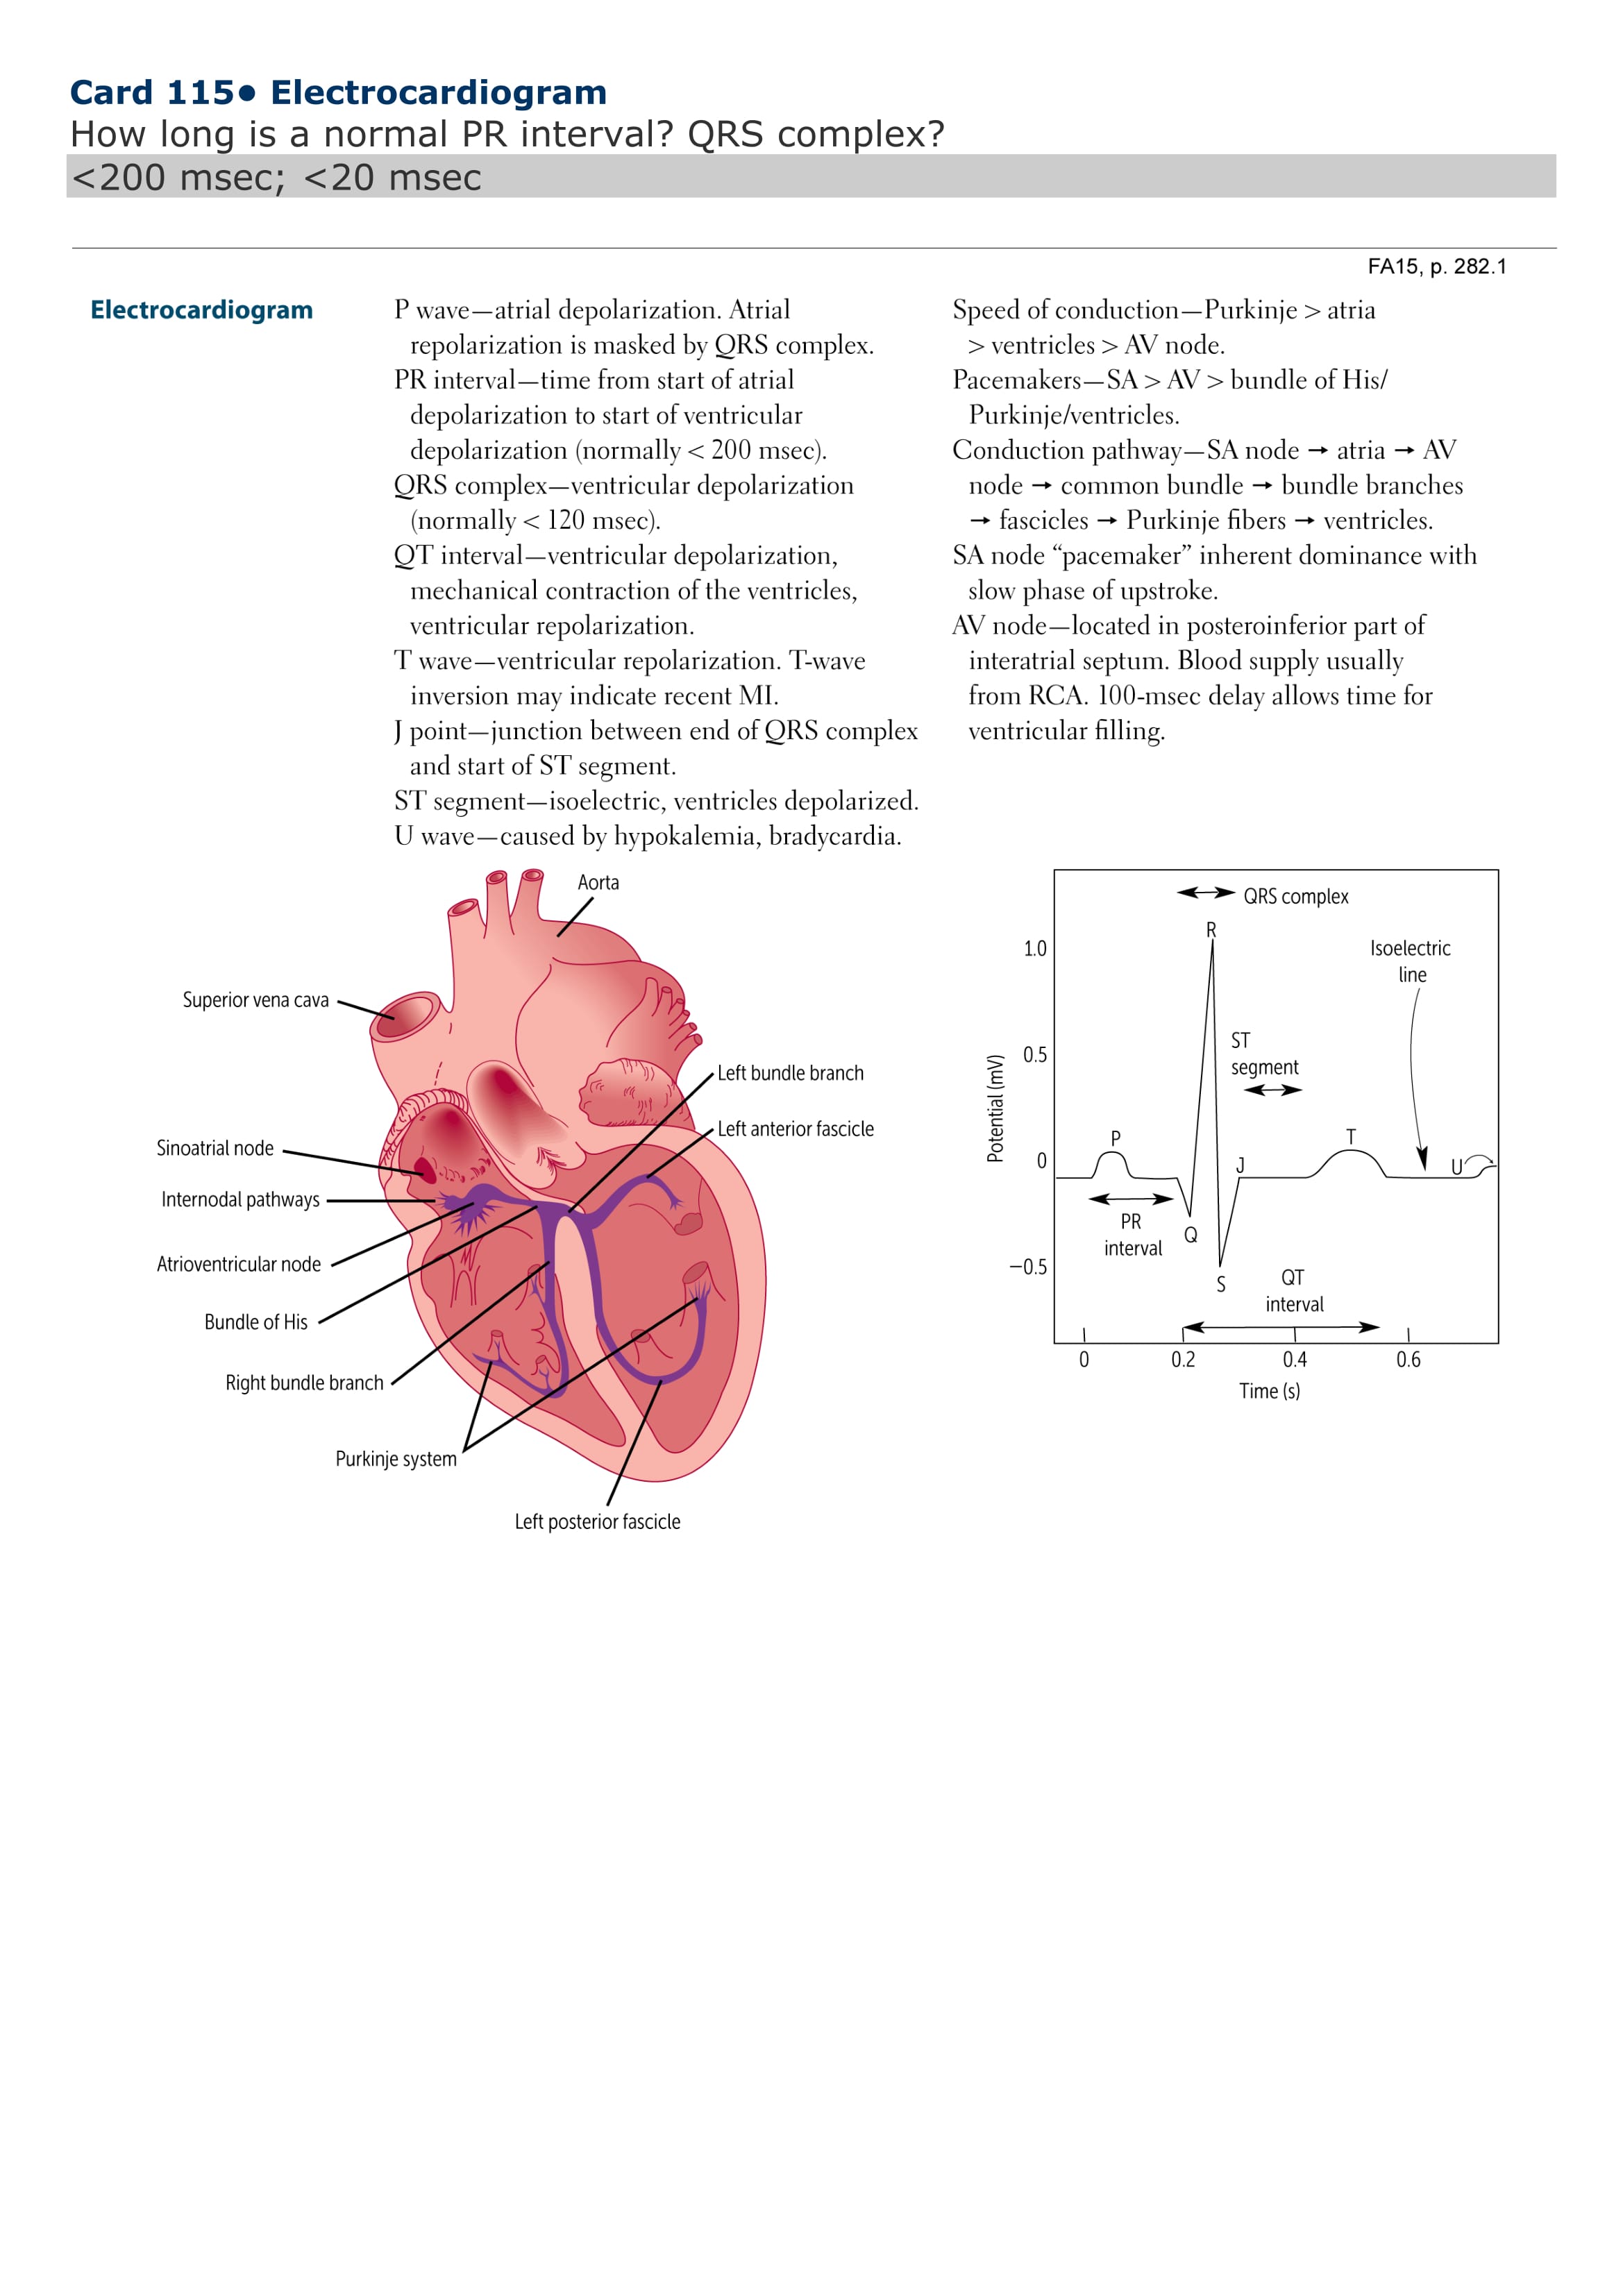 Card 115• Electrocardiogram
How long is a normal PR interval? QRS complex?
<200 msec; <20 msec
FA15, p. 282.1
Electrocardiogram
P wave—atrial depolarization. Atrial
repolarization is masked by QRS complex.
PR interval—time from start of atrial
depolarization to start of ventricular
depolarization (normally < 200 msec).
QRS complex—ventricular depolarization
(normally < 120 msec).
QT interval—ventricular depolarization,
mechanical contraction of the ventricles,
ventricular repolarization.
T wave—ventricular repolarization. T-wave
inversion may indicate recent MI.
J point—junction between end of QRS complex
and start of ST segment.
ST segment—isoelectric, ventricles depolarized.
U wave—caused by hypokalemia, bradycardia.
Speed of conduction—Purkinje > atria
> ventricles > AV node.
Pacemakers—SA > AV > bundle of His/
Purkinje/ventricles.
Conduction pathway—SA node → atria → AV
node → common bundle → bundle branches
→ fascicles → Purkinje fibers → ventricles.
SA node “pacemaker” inherent dominance with
slow phase of upstroke.
AV node—located in posteroinferior part of
interatrial septum. Blood supply usually
from RCA. 100-msec delay allows time for
ventricular filling.
Aorta
Superior vena cava
Left bundle branch
Left anterior fascicle
Sinoatrial node
Internodal pathways
Atrioventricular node
Bundle of His
Right bundle branch
Purkinje system
Left posterior fascicle
QRS complex
R
1.0
Isoelectric
line
ST
segment
0.5
Potential (mV)
P
T
0
J
U
PR
interval
Q
−0.5
S
QT
interval
0
0.2
0.4
0.6
Time (s)